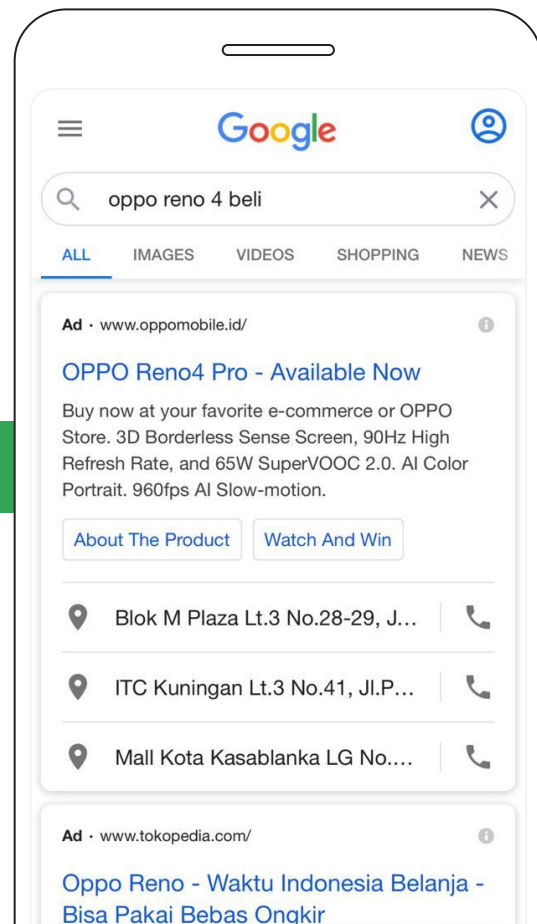 Google
oppo reno 4 beli
ALL IMAGES VIDEOS SHOPPING NEWS
Ad · www.oppomobile.id/
OPPO Reno4 Pro - Available Now
Buy now at your favorite e-commerce or OPPO
Store. 3D Borderless Sense Screen, 90Hz High
Refresh Rate, and 65W SuperVOOC 2.0. AI Color
Portrait. 960fps AI Slow-motion.
About The Product Watch And Win
Blok M Plaza Lt.3 No.28-29, J...
ITC Kuningan Lt.3 No.41, Jl.P...
Mall Kota Kasablanka LG No....
Ad · www.tokopedia.com/
Oppo Reno - Waktu Indonesia Belanja -
Bisa Pakai Bebas Ongkir